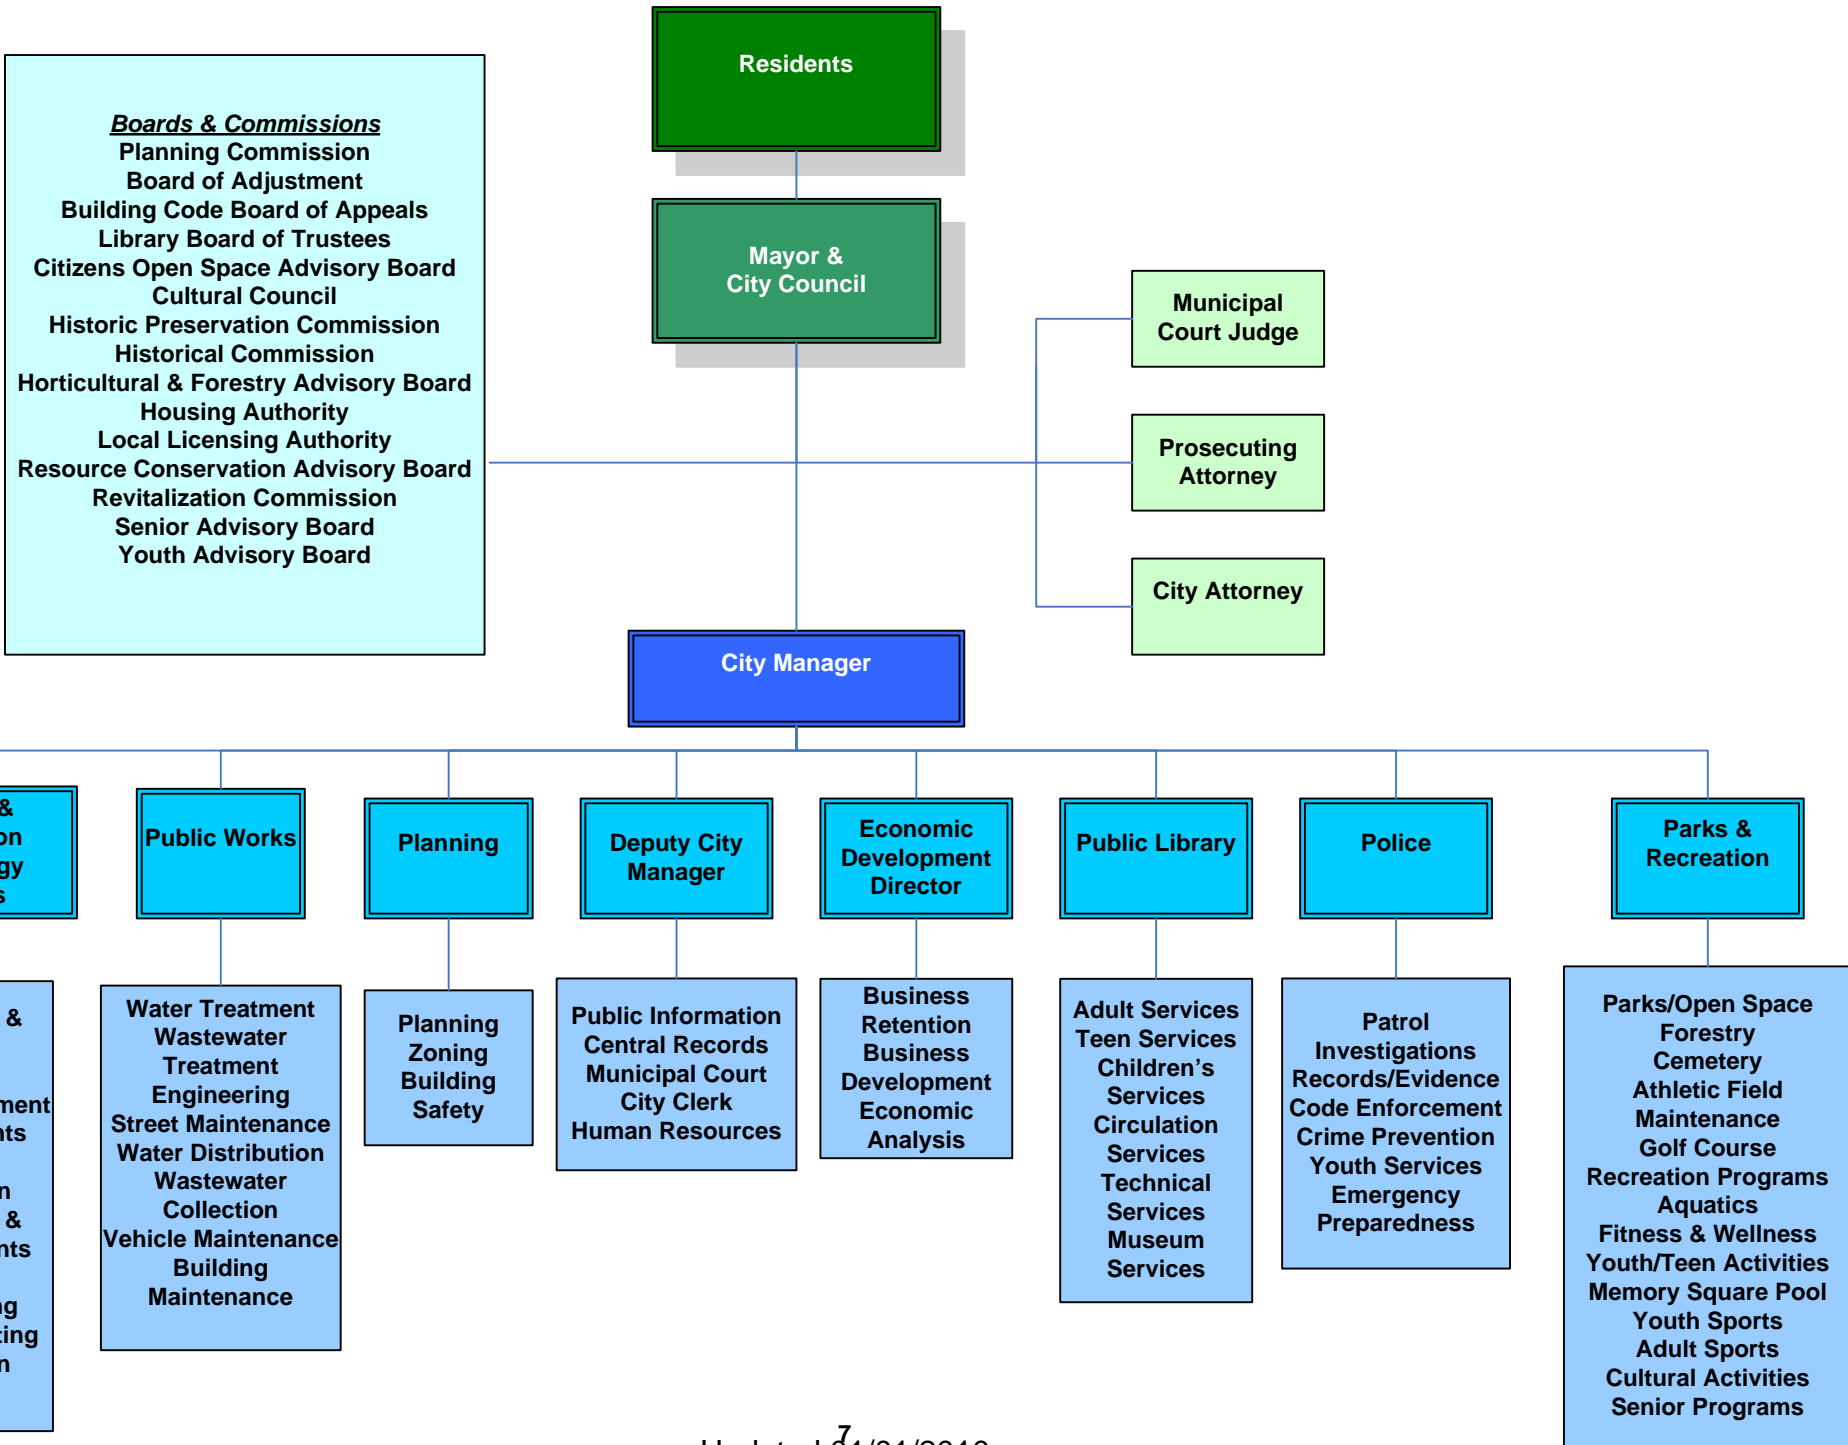 Residents
Boards & Commissions
Planning Commission
Board of Adjustment
Building Code Board of Appeals
Library Board of Trustees
Citizens Open Space Advisory Board
Cultural Council
Historic Preservation Commission
Historical Commission
Horticultural & Forestry Advisory Board
Housing Authority
Local Licensing Authority
Resource Conservation Advisory Board
Revitalization Commission
Senior Advisory Board
Youth Advisory Board
Mayor &
City Council
Municipal
Court Judge
Prosecuting
Attorney
City Attorney
City Manager
&
Public Works
Planning
Deputy City
Manager
Economic
Development
Director
Public Library
Police
Parks &
Recreation
&
&
Water Treatment
Wastewater
Treatment
Engineering
Street Maintenance
Water Distribution
Wastewater
Collection
Vehicle Maintenance
Building
Maintenance
Planning
Zoning
Building
Safety
Public Information
Central Records
Municipal Court
City Clerk
Human Resources
Business
Retention
Business
Development
Economic
Analysis
Adult Services
Teen Services
Children’s
Services
Circulation
Services
Technical
Services
Museum
Services
Patrol
Investigations
Records/Evidence
Code Enforcement
Crime Prevention
Youth Services
Emergency
Preparedness
Parks/Open Space
Forestry
Cemetery
Athletic Field
Maintenance
Golf Course
Recreation Programs
Aquatics
Fitness & Wellness
Youth/Teen Activities
Memory Square Pool
Youth Sports
Adult Sports
Cultural Activities
Senior Programs
7